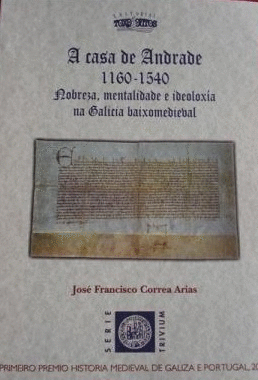 A casa de Andrade
1160-1540
Nobreza, mentalidade e ideoloxía
na Galicia baixomedieval
José Francisco Correa Arias
SERIE
TRIVIUM
PRIMEIRO PREMIO HISTORIA MEDIEVAL DE GALIZA E PORTUGAL, 20